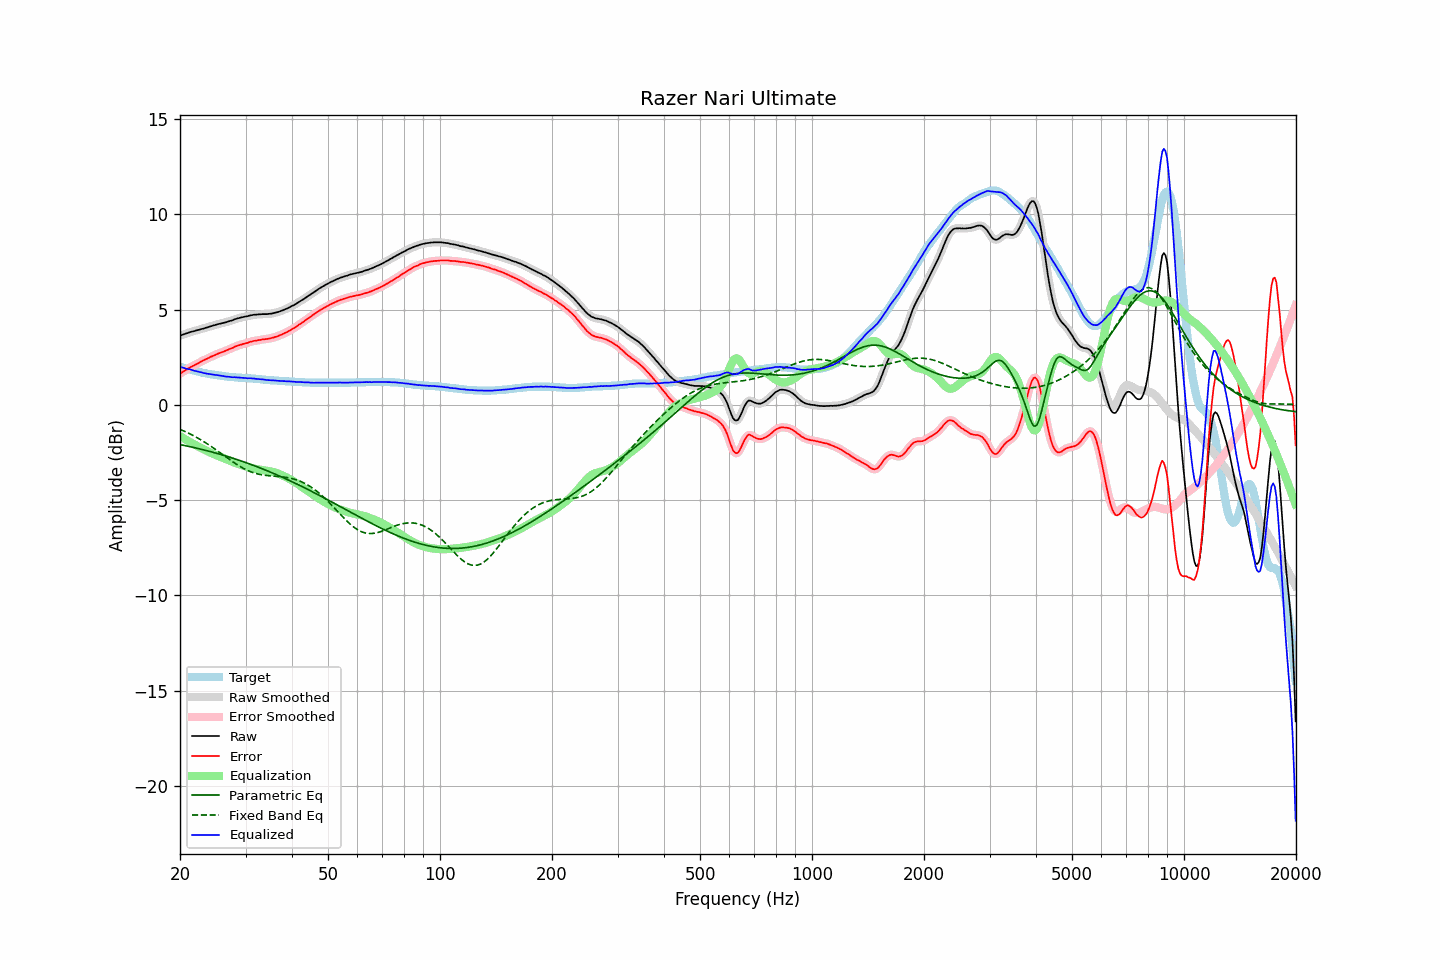 Razer Nari Ultimate
15
10
5
0
−5
−10
−15
−20
Amplitude (dBr)
Target
Raw Smoothed
Error Smoothed
Raw
Error
Equalization
Parametric Eq
Fixed Band Eq
Equalized
20 50 100 200 500 1000 2000 5000 10000 20000
Frequency (Hz)